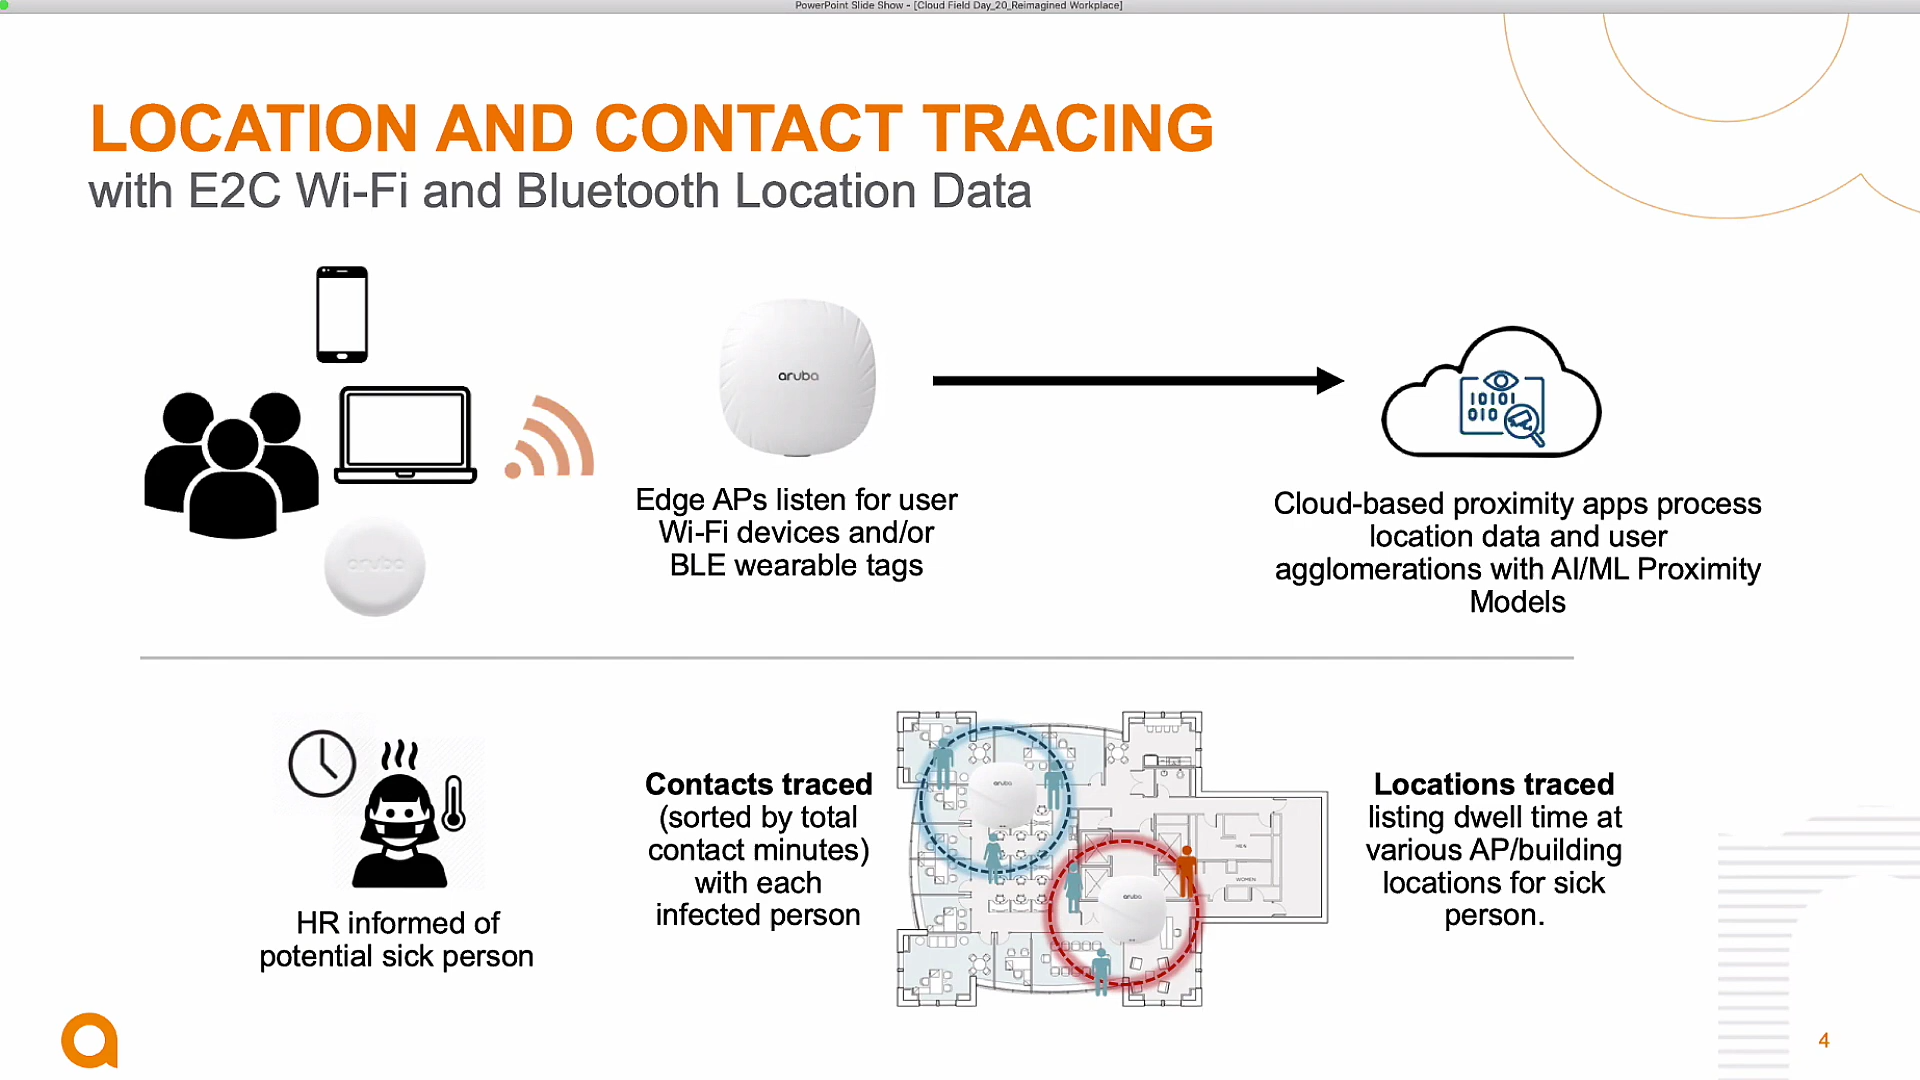 PowerPoint Slide Show - [Cloud Field Day_20_Reimagined Workplace]
LOCATION AND CONTACT TRACING
with E2C Wi-Fi and Bluetooth Location Data
aruba
10101
010
Edge APs listen for user
Wi-Fi devices and/or
BLE wearable tags
Cloud-based proximity apps process
location data and user
agglomerations with AI/ML Proximity
Models
aruba
HR informed of
potential sick person
Contacts traced
(sorted by total
contact minutes)
with each
infected person
aruba
aruba
MEN
WOMEN
Locations traced
listing dwell time at
various AP/building
locations for sick
person.
4